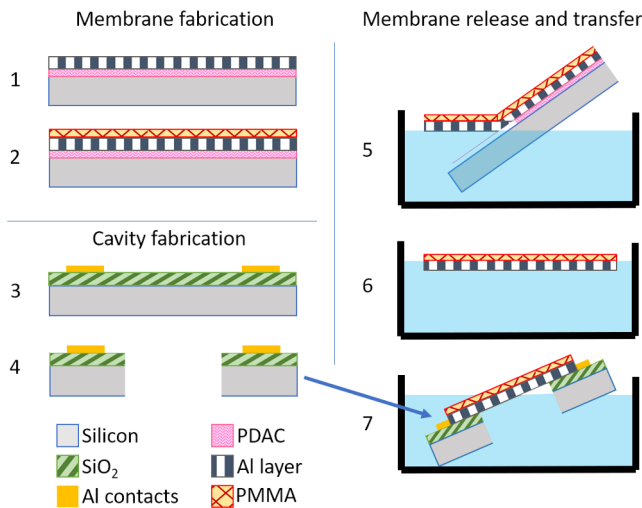 Membrane fabrication
1
2
Cavity fabrication
3
4
Silicon
SiO₂
Al contacts
PDAC
Al layer
PMMA
Membrane release and transfer
5
6
7